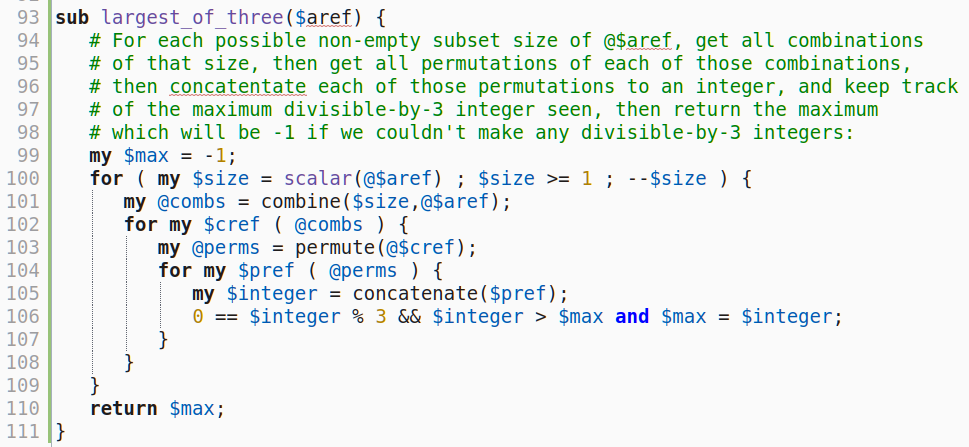 93 sub largest_of_three($aref) {
94    # For each possible non-empty subset size of @$aref, get all combinations
95    # of that size, then get all permutations of each of those combinations,
96    # then concatentate each of those permutations to an integer, and keep track
97    # of the maximum divisible-by-3 integer seen, then return the maximum
98    # which will be -1 if we couldn't make any divisible-by-3 integers:
99    my $max = -1;
100    for ( my $size = scalar(@$aref) ; $size >= 1 ; --$size ) {
101       my @combs = combine($size,@$aref);
102       for my $cref ( @combs ) {
103          my @perms = permute(@$cref);
104          for my $pref ( @perms ) {
105             my $integer = concatenate($pref);
106             0 == $integer % 3 && $integer > $max and $max = $integer;
107          }
108       }
109    }
110    return $max;
111 }